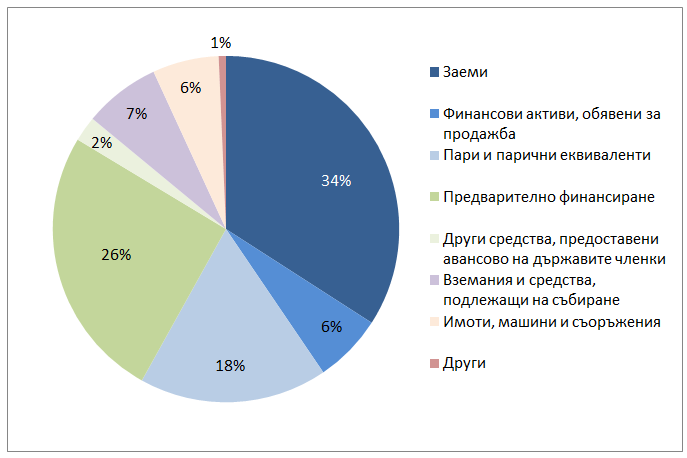 1%
6%
7%
2%
34%
26%
6%
18%
Заеми
Финансови активи, обявени за
продажба
Пари и парични еквиваленти
Предварително финансиране
Други средства, предоставени
авансово на държавите членки
Вземания и средства,
подлежащи на събиране
Имоти, машини и съоръжения
Други